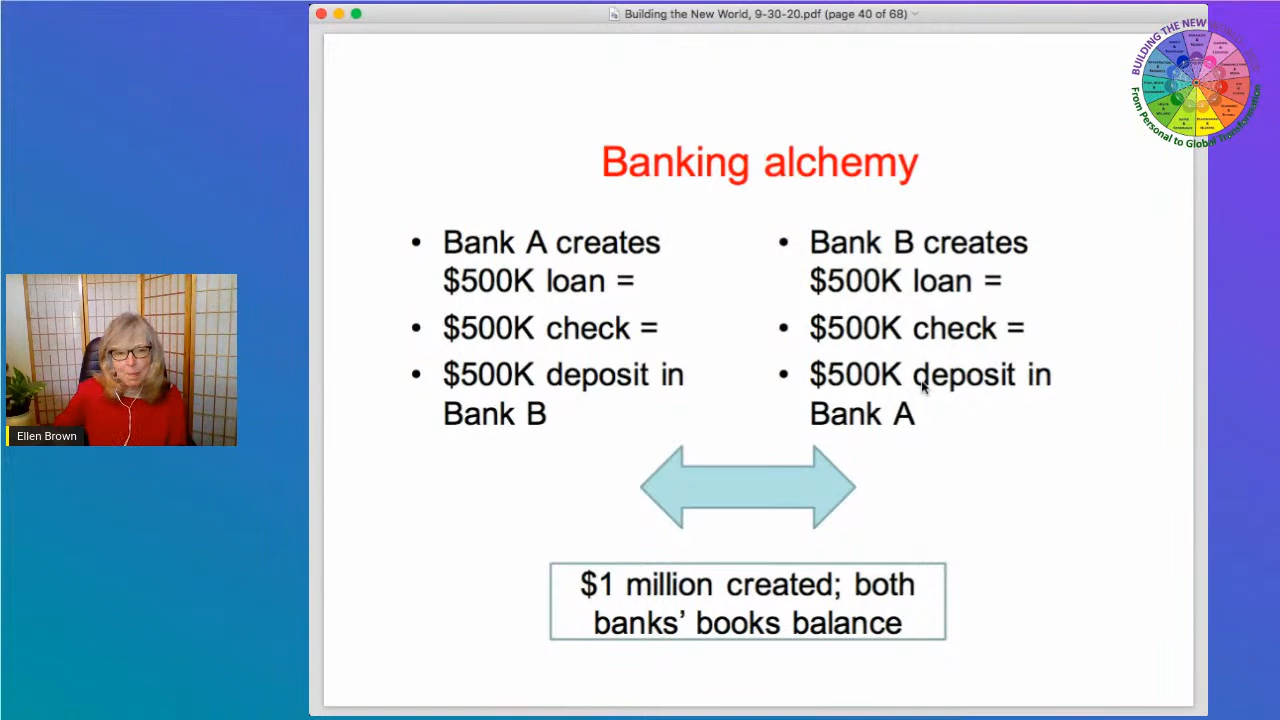 Building the New World, 9-30-20.pdf (page 40 of 68)
BUILDING THE NEW
From Personal to Global Transformation
Banking alchemy
• Bank A creates
$500K loan =
• $500K check =
• $500K deposit in
Bank B
• Bank B creates
$500K loan =
• $500K check =
• $500K deposit in
Bank A
$1 million created; both
banks’ books balance
Ellen Brown